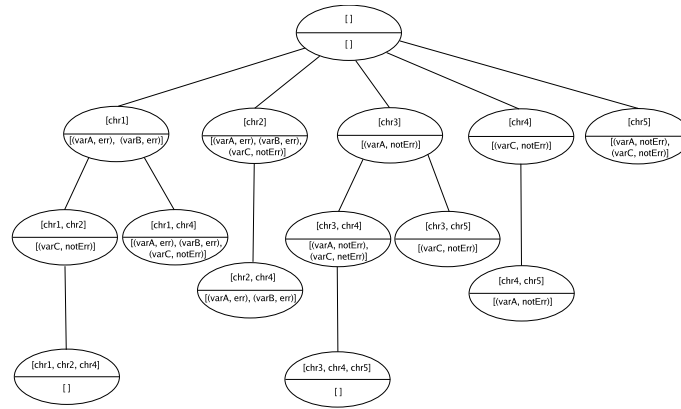 [ ]
[ ]
[chr1]
[(varA, err), (varB, err)]
[chr2]
[(varA, err), (varB, err),
(varC, notErr)]
[chr3]
[(varA, notErr)]
[chr4]
[(varC, notErr)]
[chr5]
[(varA, notErr),
(varC, notErr)]
[chr1, chr2]
[(varC, notErr)]
[chr1, chr4]
[(varA, err), (varB, err),
(varC, notErr)]
[chr3, chr4]
[(varA, notErr),
(varC, netErr)]
[chr3, chr5]
[(varC, notErr)]
[chr2, chr4]
[(varA, err), (varB, err)]
[chr4, chr5]
[(varA, notErr)]
[chr1, chr2, chr4]
[ ]
[chr3, chr4, chr5]
[ ]